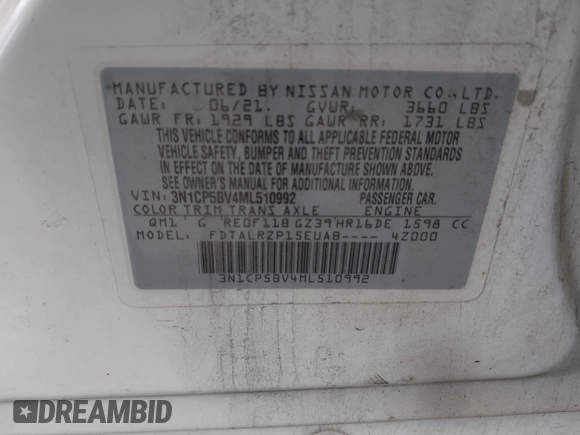 MANUFACTURED BY NISSAN MOTOR CO.,LTD.
DATE: 06/21. GVWR: 3660 LBS
GAWR FR: 1929 LBS GAWR RR: 1731 LBS
THIS VEHICLE CONFORMS TO ALL APPLICABLE FEDERAL MOTOR
VEHICLE SAFETY, BUMPER AND THEFT PREVENTION STANDARDS
IN EFFECT ON THE DATE OF MANUFACTURE SHOWN ABOVE.
SEE OWNER'S MANUAL FOR ADDITIONAL INFORMATION.
VIN: 3N1CP5BV4ML510992 PASSENGER CAR.
COLOR TRIM TRANS AXLE ENGINE
QM1 G RE0F11B GZ39 HR16DE 1598 CC
MODEL: FDTALRZP15EUAB---- 4Z000
3N1CP5BV4ML510992
DREAMBID